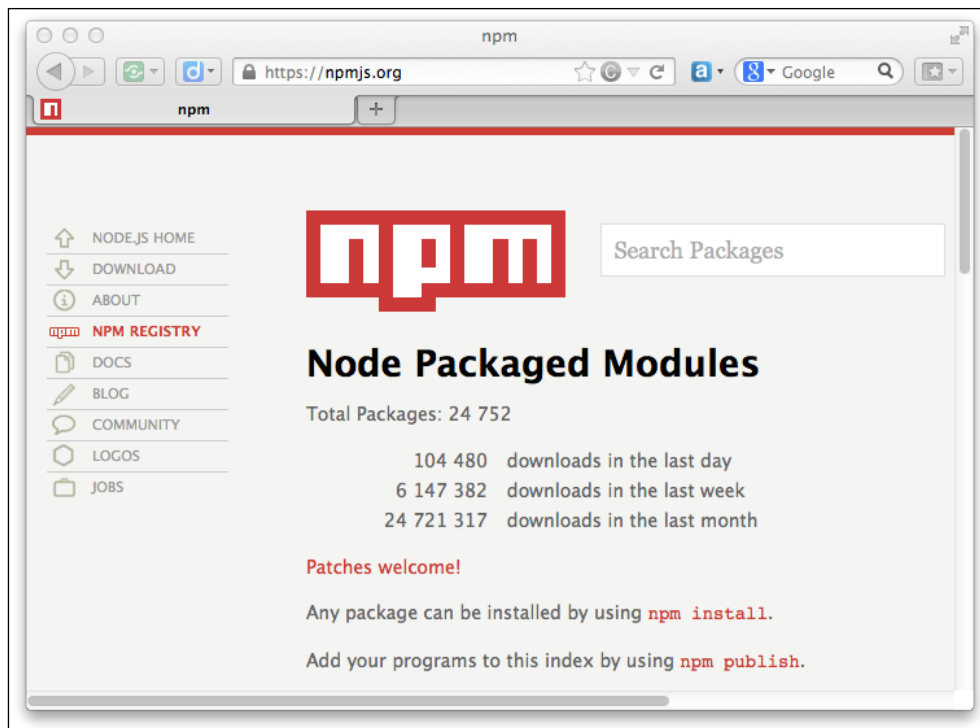 npm
https://npmjs.org
Google
npm
NODE.JS HOME
DOWNLOAD
ABOUT
npm NPM REGISTRY
DOCS
BLOG
COMMUNITY
LOGOS
JOBS
npm
Search Packages
Node Packaged Modules
Total Packages: 24 752
104 480 downloads in the last day
6 147 382 downloads in the last week
24 721 317 downloads in the last month
Patches welcome!
Any package can be installed by using npm install.
Add your programs to this index by using npm publish.